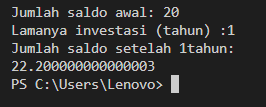 Jumlah saldo awal: 20
Lamanya investasi (tahun) :1
Jumlah saldo setelah 1tahun:
22.200000000000003
PS C:\Users\Lenovo>